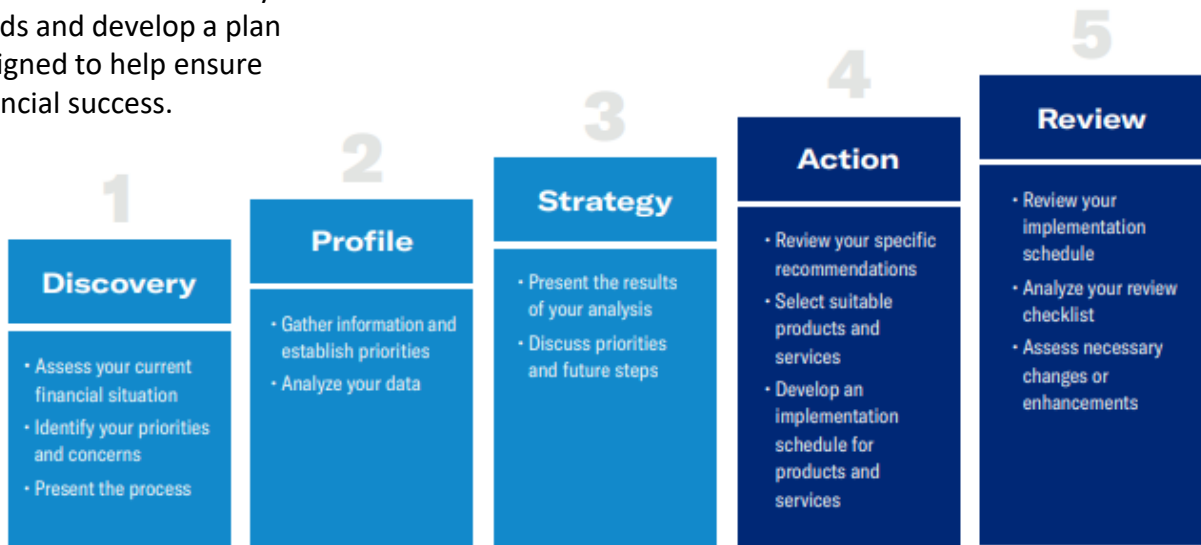 ds and develop a plan
igned to help ensure
ncial success.
1
Discovery
• Assess your current
financial situation
• Identify your priorities
and concerns
• Present the process
2
Profile
• Gather information and
establish priorities
• Analyze your data
3
Strategy
• Present the results
of your analysis
• Discuss priorities
and future steps
4
Action
• Review your specific
recommendations
• Select suitable
products and
services
• Develop an
implementation
schedule for
products and
services
5
Review
• Review your
implementation
schedule
• Analyze your review
checklist
• Assess necessary
changes or
enhancements